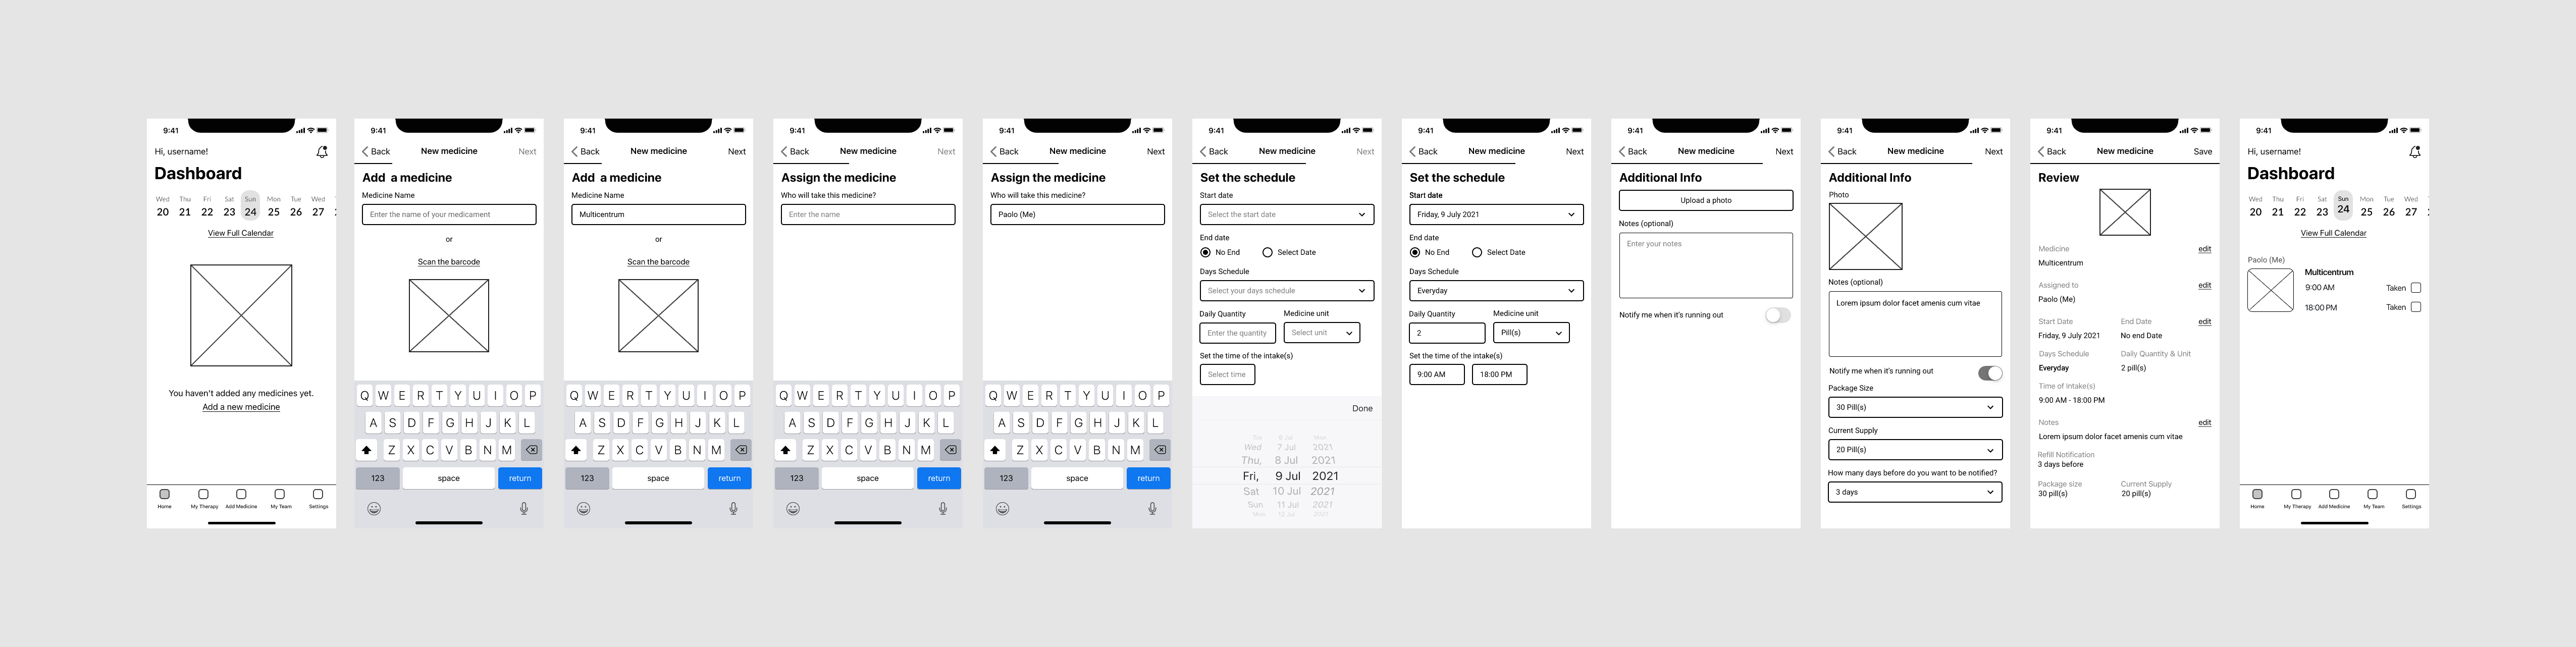 9:41
Hi, username!
Dashboard
Wed Thu Fri Sat Sun Mon Tue Wed
20 21 22 23 24 25 26 27
View Full Calendar
You haven't added any medicines yet.
Add a new medicine
Home My Therapy Add Medicine My Team Settings
9:41
Back New medicine Next
Add a medicine
Medicine Name
Enter the name of your medicament
or
Scan the barcode
Q W E R T Y U I O P
A S D F G H J K L
Z X C V B N M
123 space return
9:41
Back New medicine Next
Add a medicine
Medicine Name
Multicentrum
or
Scan the barcode
Q W E R T Y U I O P
A S D F G H J K L
Z X C V B N M
123 space return
9:41
Back New medicine Next
Assign the medicine
Who will take this medicine?
Enter the name
Q W E R T Y U I O P
A S D F G H J K L
Z X C V B N M
123 space return
9:41
Back New medicine Next
Assign the medicine
Who will take this medicine?
Paolo (Me)
Q W E R T Y U I O P
A S D F G H J K L
Z X C V B N M
123 space return
9:41
Back New medicine Next
Set the schedule
Start date
Select the start date
End date
No End Select Date
Days Schedule
Select your days schedule
Daily Quantity Medicine unit
Enter the quantity Select unit
Set the time of the intake(s)
Select time
Done
6 Jul
Wed 7 Jul 2021
Thu, 8 Jul 2021
Fri, 9 Jul 2021
Sat 10 Jul 2021
Sun 11 Jul 2021
Mon 12 Jul 2021
9:41
Back New medicine Next
Set the schedule
Start date
Friday, 9 July 2021
End date
No End Select Date
Days Schedule
Everyday
Daily Quantity Medicine unit
2 Pill(s)
Set the time of the intake(s)
9:00 AM 18:00 PM
9:41
Back New medicine Next
Additional Info
Upload a photo
Notes (optional)
Enter your notes
Notify me when it's running out
9:41
Back New medicine Next
Additional Info
Photo
Notes (optional)
Lorem ipsum dolor facet amenis cum vitae
Notify me when it's running out
Package Size
30 Pill(s)
Current Supply
20 Pill(s)
How many days before do you want to be notified?
3 days
9:41
Back New medicine Save
Review
Medicine edit
Multicentrum
Assigned to edit
Paolo (Me)
Start Date End Date edit
Friday, 9 July 2021 No end Date
Days Schedule Daily Quantity & Unit
Everyday 2 pill(s)
Time of Intake(s)
9:00 AM - 18:00 PM
Notes edit
Lorem ipsum dolor facet amenis cum vitae
Refill Notification
3 days before
Package size Current Supply
30 pill(s) 20 pill(s)
9:41
Hi, username!
Dashboard
Wed Thu Fri Sat Sun Mon Tue Wed
20 21 22 23 24 25 26 27
View Full Calendar
Paolo (Me)
Multicentrum
9:00 AM Taken
18:00 PM Taken
Home My Therapy Add Medicine My Team Settings